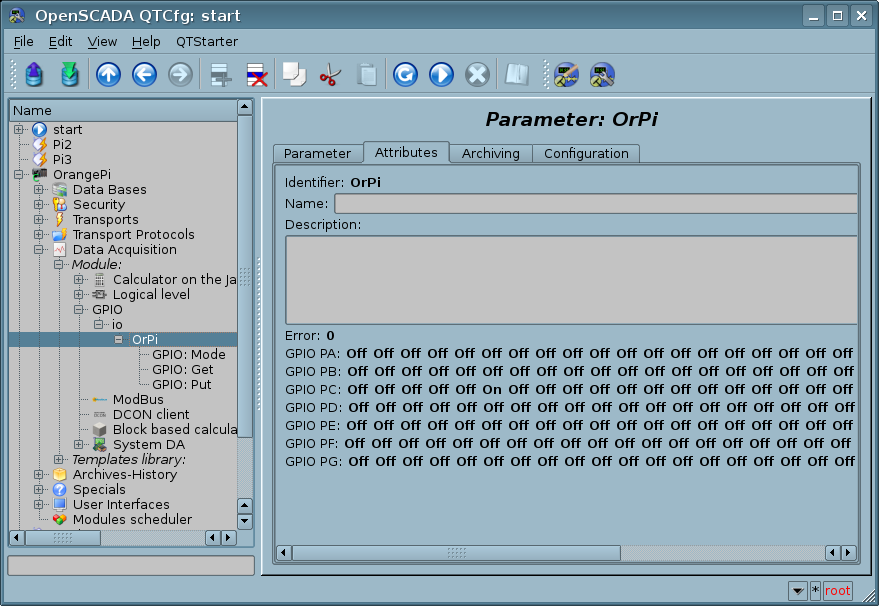 OpenSCADA QTCfg: start
File Edit View Help QTStarter
Name
start
Pi2
Pi3
OrangePi
Data Bases
Security
Transports
Transport Protocols
Data Acquisition
Module:
Calculator on the Ja
Logical level
GPIO
io
OrPi
GPIO: Mode
GPIO: Get
GPIO: Put
ModBus
DCON client
Block based calcula
System DA
Templates library:
Archives-History
Specials
User Interfaces
Modules scheduler
Parameter: OrPi
Parameter Attributes Archiving Configuration
Identifier: OrPi
Name:
Description:
Error: 0
GPIO PA: Off Off Off Off Off Off Off Off Off Off Off Off Off Off Off Off Off Off Off
GPIO PB: Off Off Off Off Off Off Off Off Off Off Off Off Off Off Off Off Off Off Off
GPIO PC: Off Off Off Off Off On Off Off Off Off Off Off Off Off Off Off Off Off Off
GPIO PD: Off Off Off Off Off Off Off Off Off Off Off Off Off Off Off Off Off Off Off
GPIO PE: Off Off Off Off Off Off Off Off Off Off Off Off Off Off Off Off Off Off Off
GPIO PF: Off Off Off Off Off Off Off Off Off Off Off Off Off Off Off Off Off Off Off
GPIO PG: Off Off Off Off Off Off Off Off Off Off Off Off Off Off Off Off Off Off Off
* root